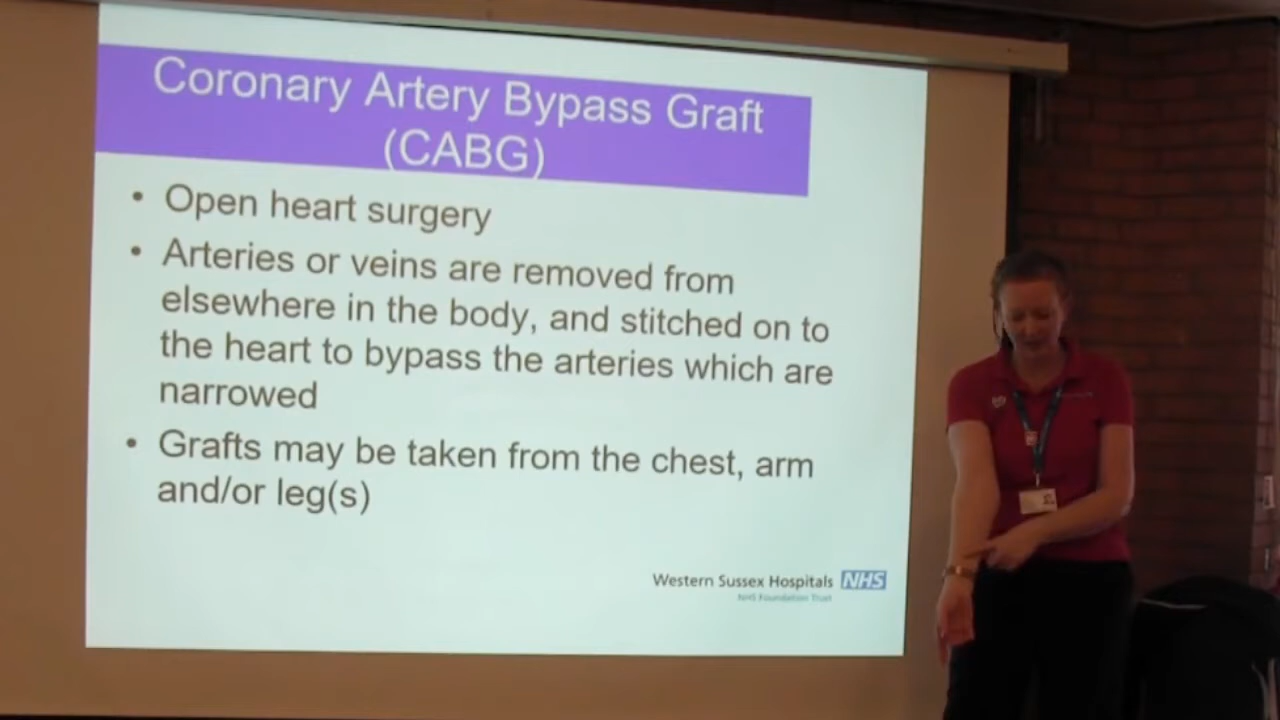 Coronary Artery Bypass Graft
(CABG)
• Open heart surgery
• Arteries or veins are removed from
elsewhere in the body, and stitched on to
the heart to bypass the arteries which are
narrowed
• Grafts may be taken from the chest, arm
and/or leg(s)
Western Sussex Hospitals NHS
NHS Foundation Trust